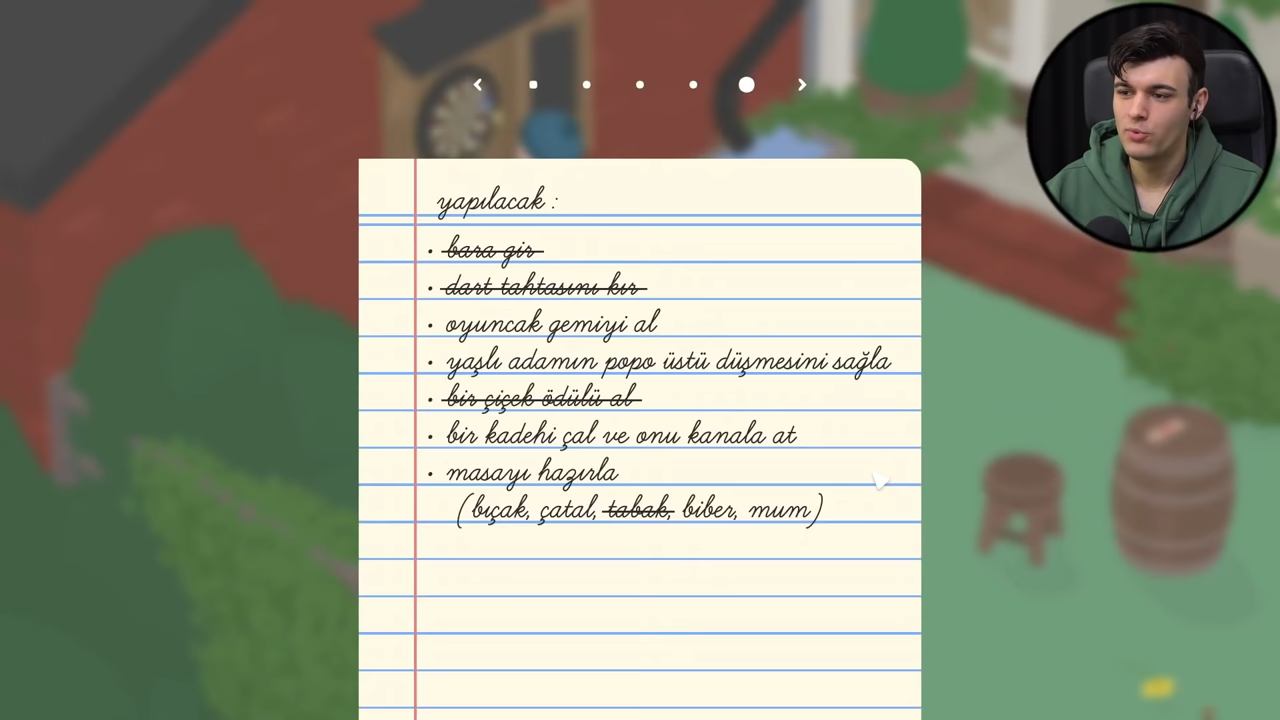 yapılacak :
• bara gir
• dart tahtasını kır
• oyuncak gemiyi al
• yaşlı adamın popo üstü düşmesini sağla
• bir çiçek ödülü al
• bir kadehi çal ve onu kanala at
• masayı hazırla
(bıçak, çatal, tabak, biber, mum)